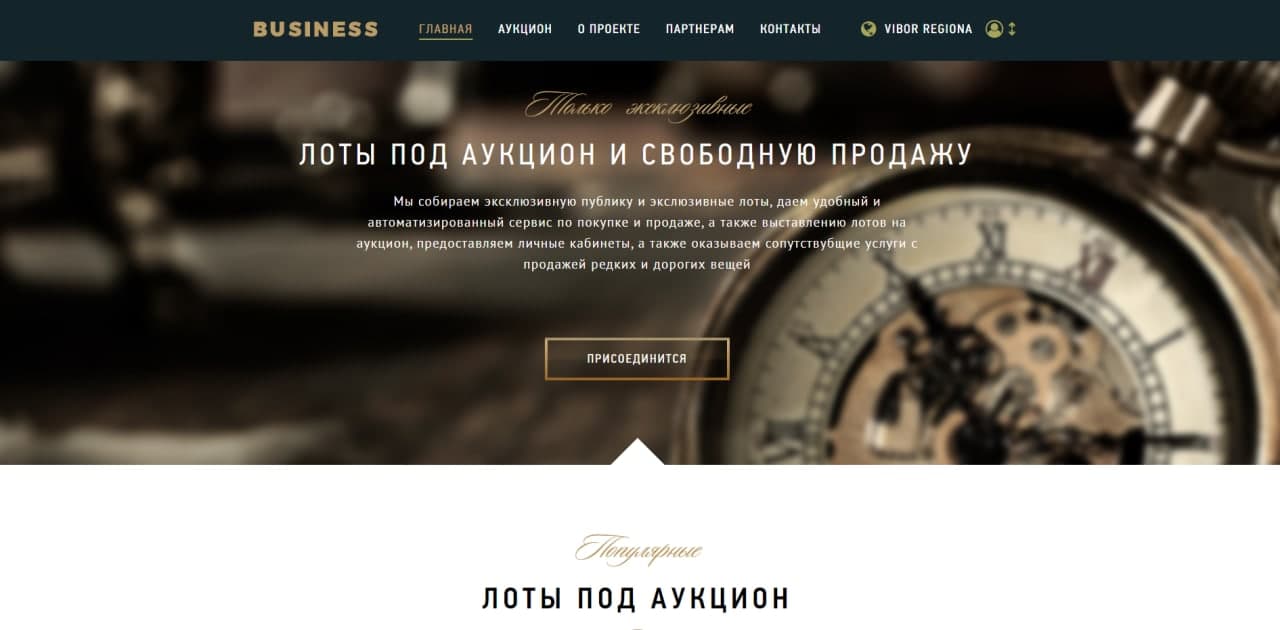 BUSINESS ГЛАВНАЯ АУКЦИОН О ПРОЕКТЕ ПАРТНЕРАМ КОНТАКТЫ VIBOR REGIONA
Только эксклюзивные
ЛОТЫ ПОД АУКЦИОН И СВОБОДНУЮ ПРОДАЖУ
Мы собираем эксклюзивную публику и экслюзивные лоты, даем удобный и
автоматизированный сервис по покупке и продаже, а также выставлению лотов на
аукцион, предоставляем личные кабинеты, а также оказываем сопутствубщие услуги с
продажей редких и дорогих вещей
ПРИСОЕДИНИТСЯ
Популярные
ЛОТЫ ПОД АУКЦИОН